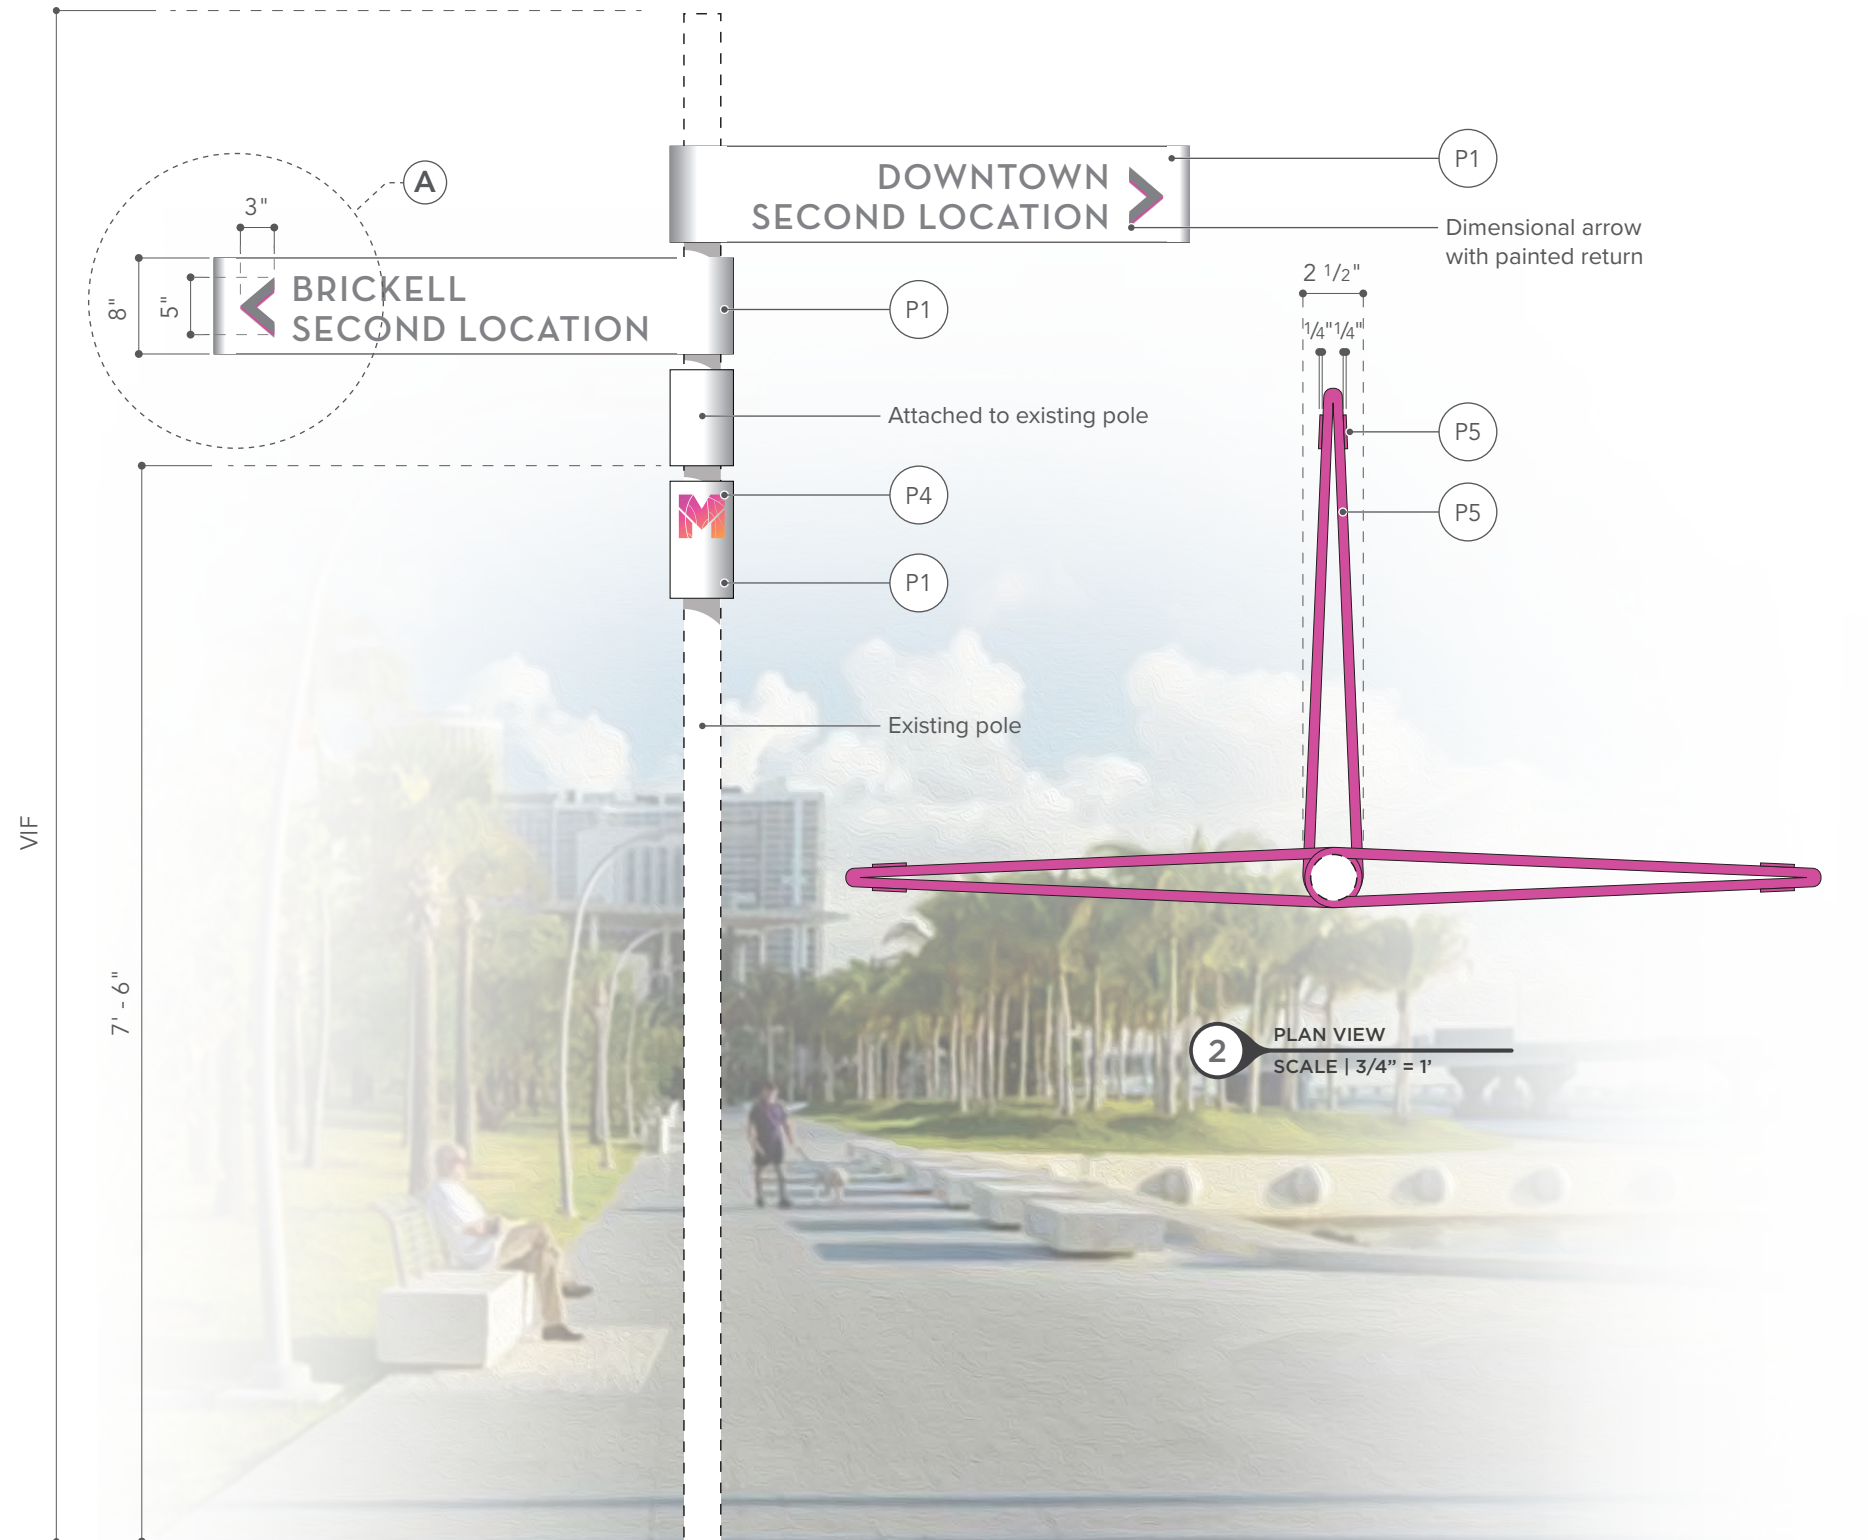 A
3"
DOWNTOWN
SECOND LOCATION
P1
Dimensional arrow
with painted return
BRICKELL
SECOND LOCATION
8"
5"
P1
2 1/2"
1/4" 1/4"
Attached to existing pole
P5
P4
P5
M
P1
Existing pole
VIF
7' - 6"
2
PLAN VIEW
SCALE | 3/4” = 1’